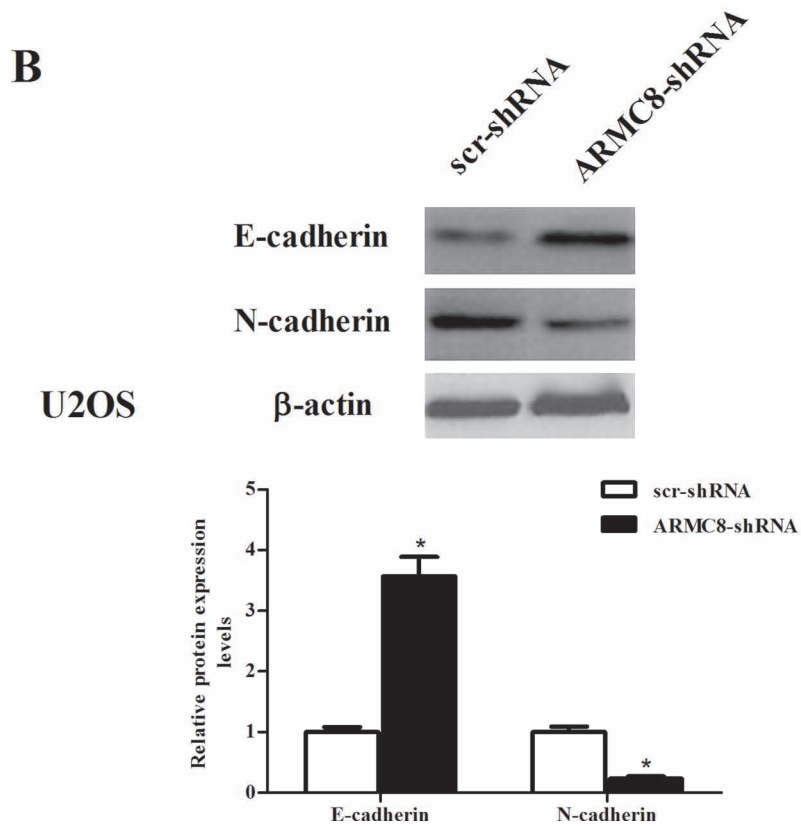 B
scr-shRNA
ARMC8-shRNA
E-cadherin
N-cadherin
U2OS
β-actin
scr-shRNA
ARMC8-shRNA
Relative protein expression
levels
5
4
3
2
1
0
*
*
E-cadherin
N-cadherin